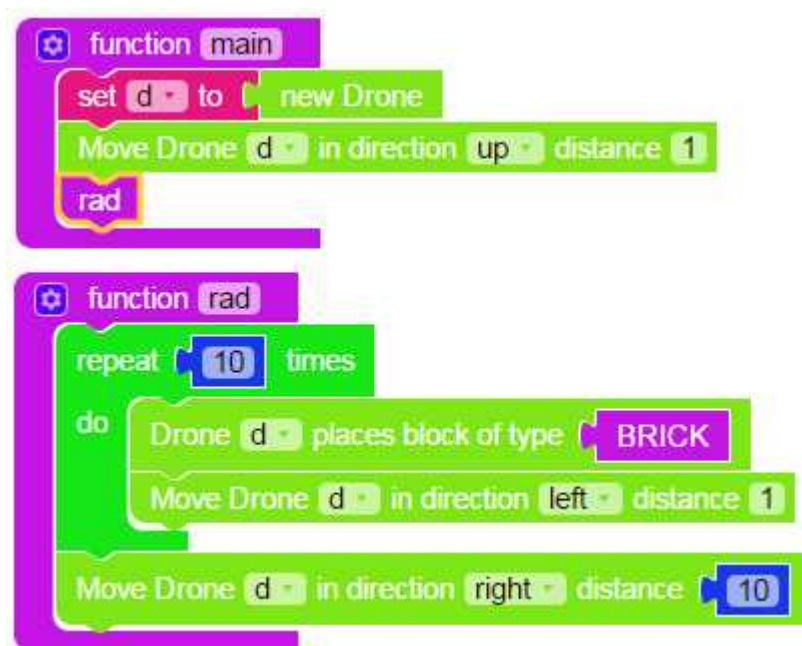 function main
set d to new Drone
Move Drone d in direction up distance 1
rad
function rad
repeat 10 times
do Drone d places block of type BRICK
Move Drone d in direction left distance 1
Move Drone d in direction right distance 10